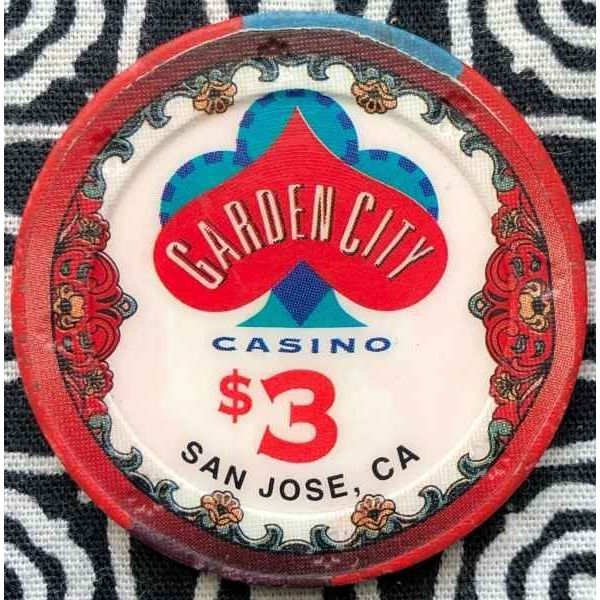 GARDEN CITY
CASINO
$3
SAN JOSE, CA